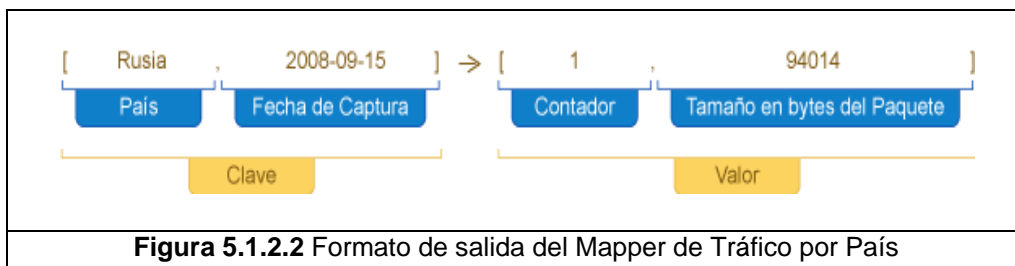 [ Rusia , 2008-09-15 ] → [ 1 , 94014 ]
País Fecha de Captura Contador Tamaño en bytes del Paquete
Clave Valor
Figura 5.1.2.2 Formato de salida del Mapper de Tráfico por País